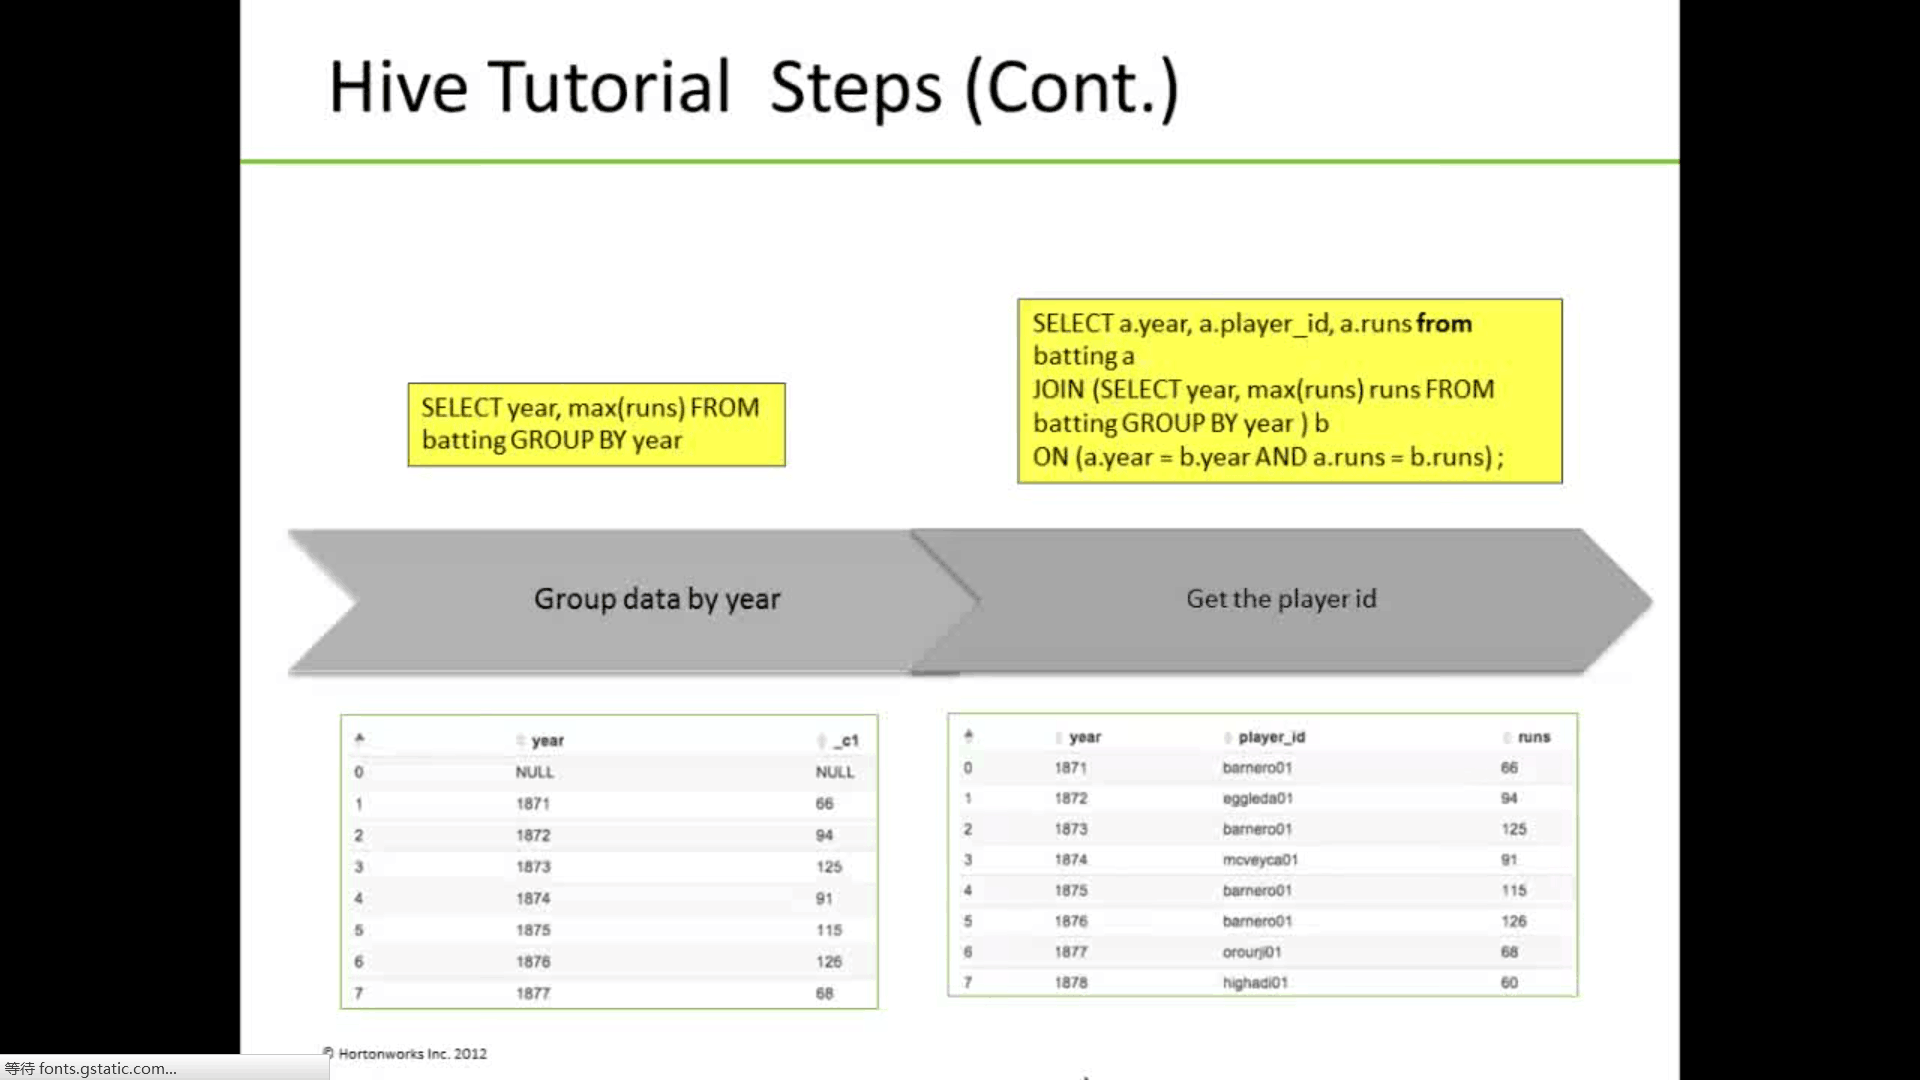 Hive Tutorial Steps (Cont.)
SELECT year, max(runs) FROM
batting GROUP BY year
SELECT a.year, a.player_id, a.runs from
batting a
JOIN (SELECT year, max(runs) runs FROM
batting GROUP BY year ) b
ON (a.year = b.year AND a.runs = b.runs) ;
Group data by year
Get the player id
year _c1
0 NULL NULL
1 1871 66
2 1872 94
3 1873 125
4 1874 91
5 1875 115
6 1876 126
7 1877 68
year player_id runs
0 1871 barnero01 66
1 1872 eggleda01 94
2 1873 barnero01 125
3 1874 mcveyca01 91
4 1875 barnero01 115
5 1876 barnero01 126
6 1877 orourji01 68
7 1878 highadi01 60
© Hortonworks Inc. 2012
等待 fonts.gstatic.com...